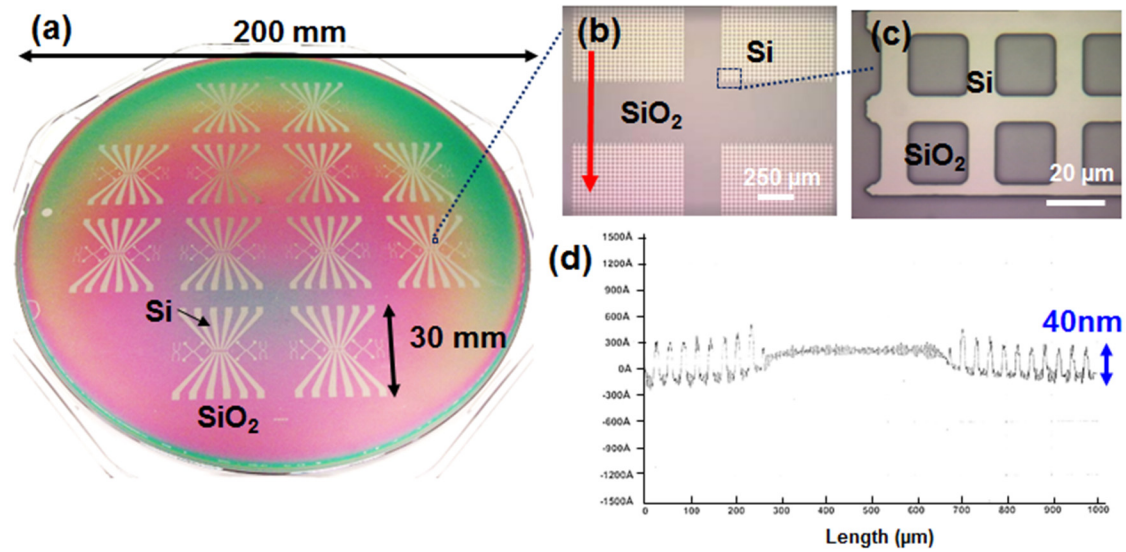 (a)
200 mm
Si
30 mm
SiO2
(b)
Si
SiO2
250 µm
(c)
Si
SiO2
20 µm
(d)
1500Å
1200Å
900Å
600Å
300Å
0Å
-300Å
-600Å
-900Å
-1200Å
-1500Å
40nm
0 100 200 300 400 500 600 700 800 900 1000
Length (µm)